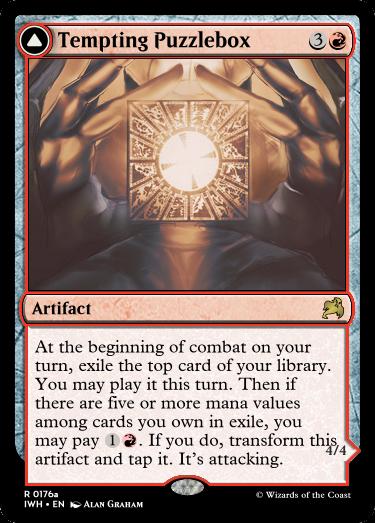 Tempting Puzzlebox 3
Artifact
At the beginning of combat on your
turn, exile the top card of your library.
You may play it this turn. Then if
there are five or more mana values
among cards you own in exile, you
may pay 1 . If you do, transform this
artifact and tap it. It's attacking.
4/4
R 0176a
IWH • EN Alan Graham
© Wizards of the Coast